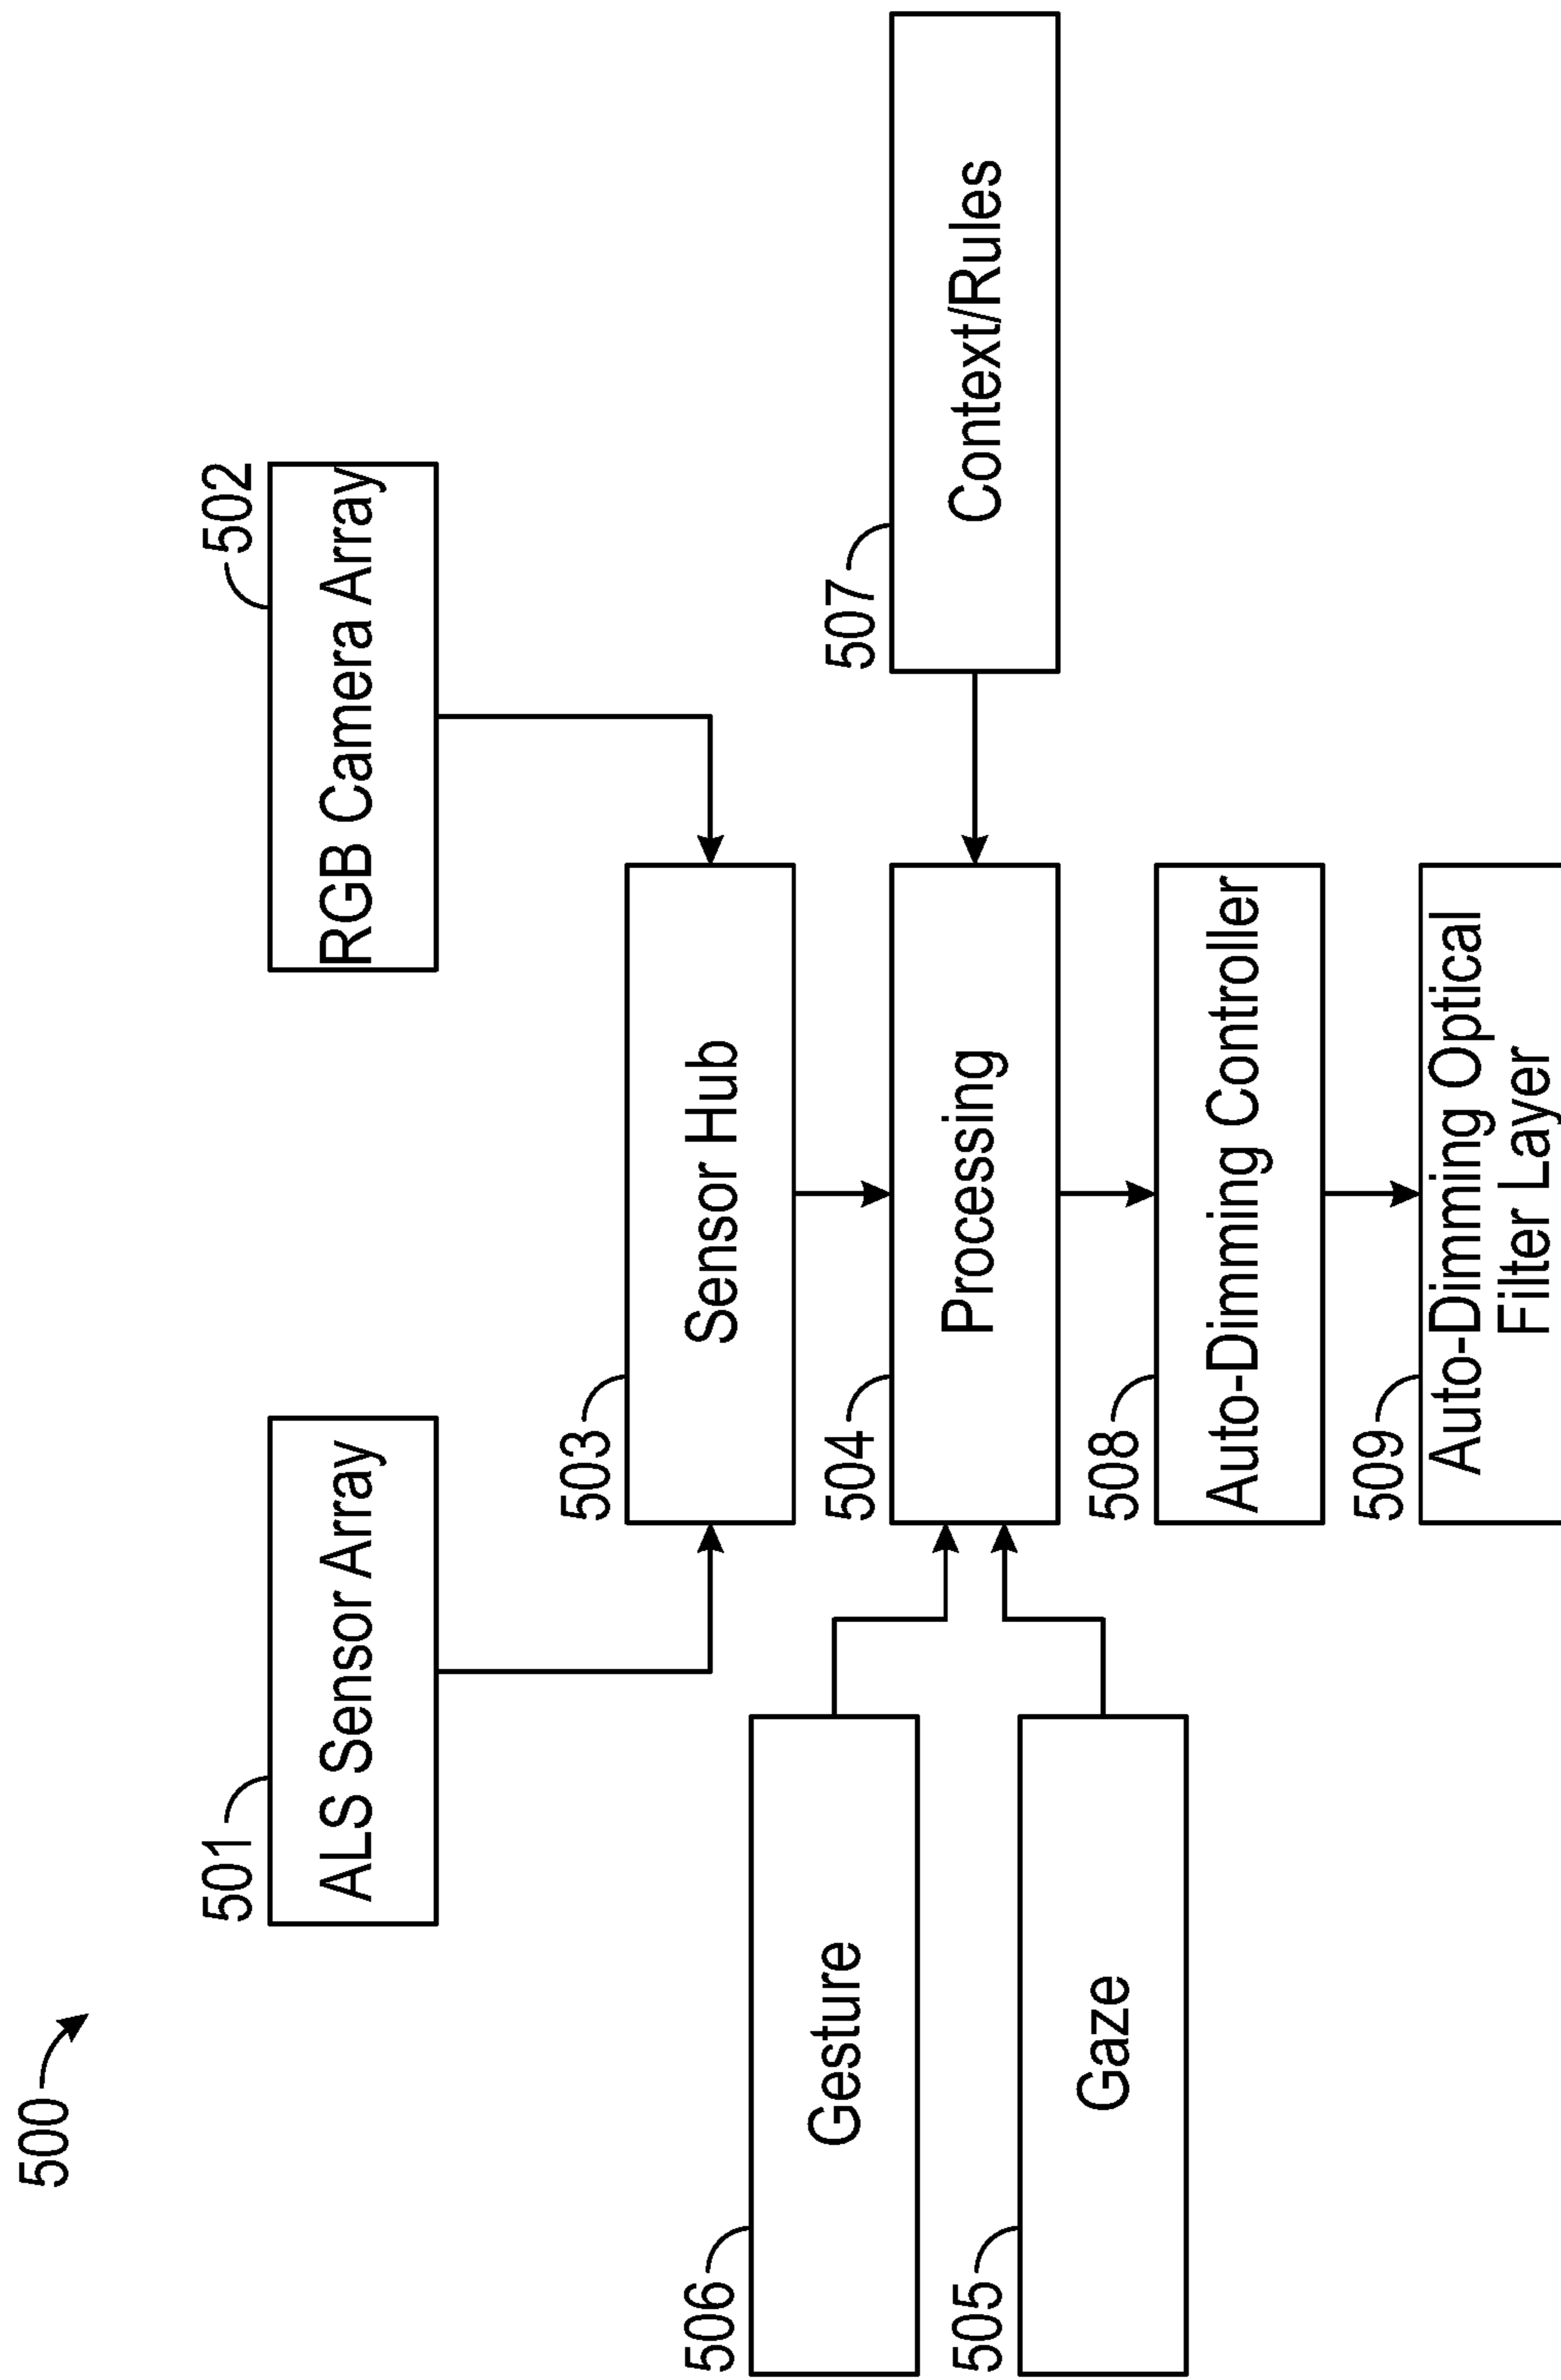 500
501
ALS Sensor Array
502
RGB Camera Array
503
Sensor Hub
506
Gesture
504
Processing
507
Context/Rules
505
Gaze
508
Auto-Dimming Controller
509
Auto-Dimming Optical
Filter Layer